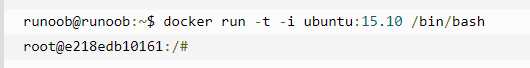 runoob@runoob:~$ docker run -t -i ubuntu:15.10 /bin/bash
root@e218edb10161:/#